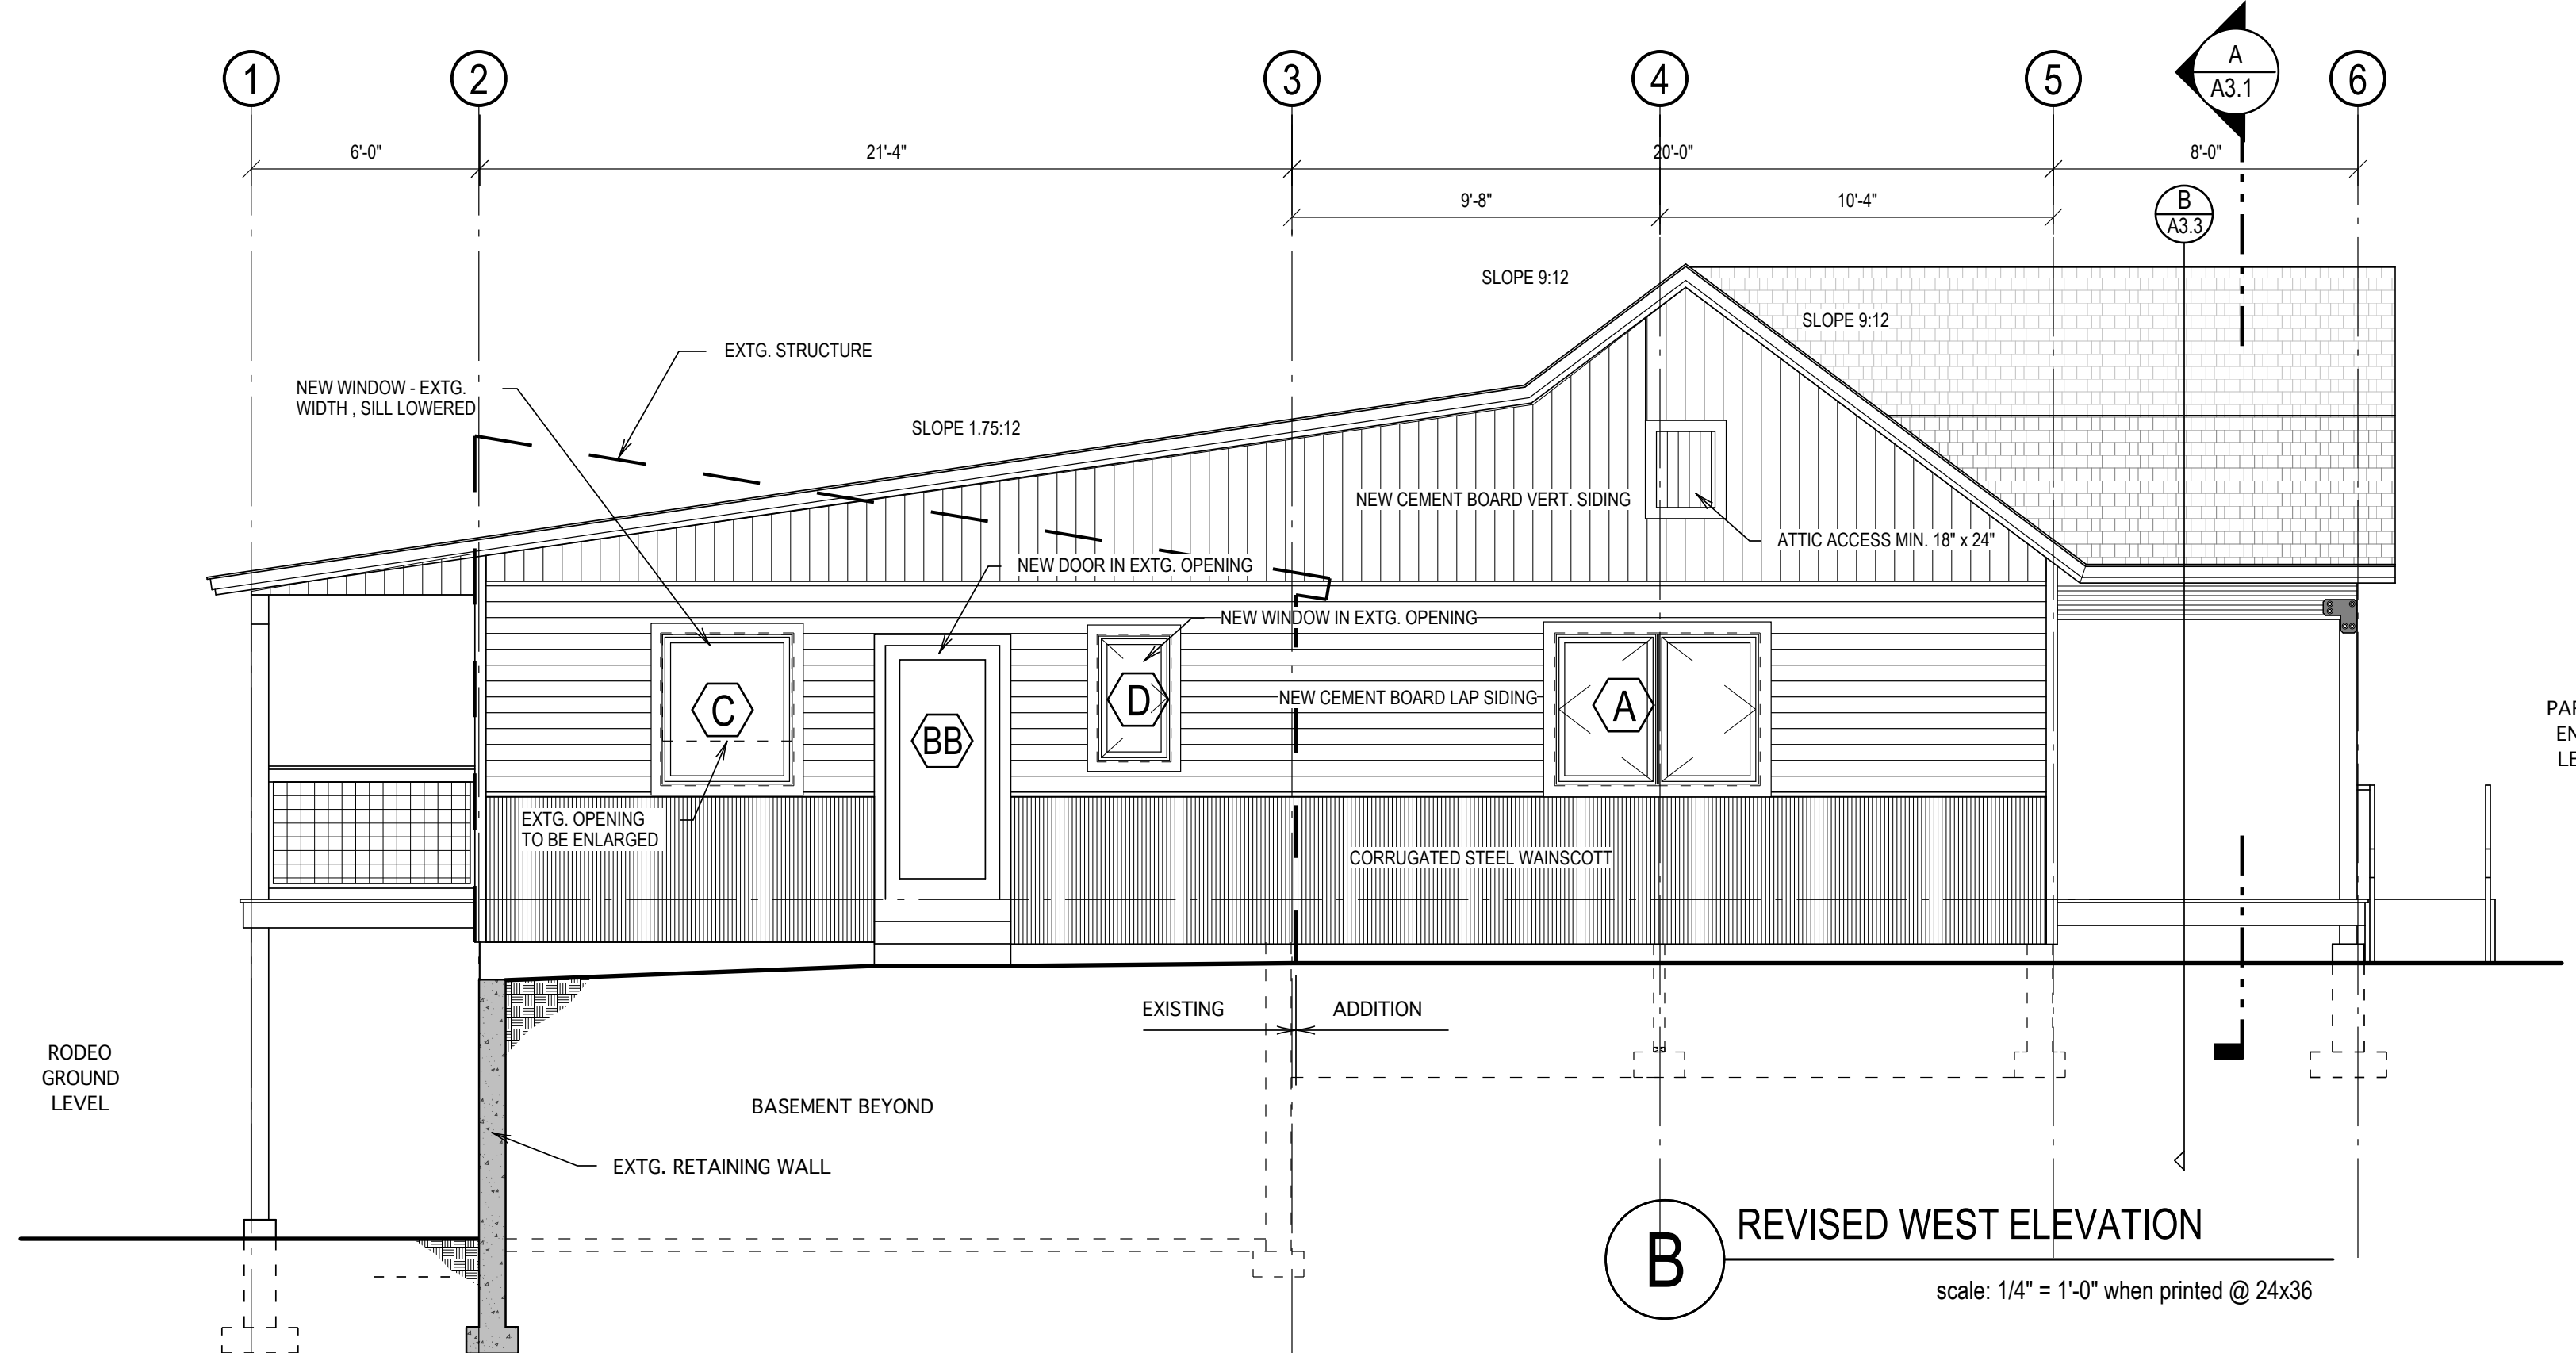 1
2
3
4
5
A
A3.1
6
6'-0"
21'-4"
20'-0"
8'-0"
9'-8"
10'-4"
B
A3.3
SLOPE 9:12
SLOPE 9:12
EXTG. STRUCTURE
NEW WINDOW - EXTG.
WIDTH , SILL LOWERED
SLOPE 1.75:12
NEW CEMENT BOARD VERT. SIDING
ATTIC ACCESS MIN. 18" x 24"
NEW DOOR IN EXTG. OPENING
NEW WINDOW IN EXTG. OPENING
NEW CEMENT BOARD LAP SIDING
C
BB
D
A
EXTG. OPENING
TO BE ENLARGED
CORRUGATED STEEL WAINSCOTT
EXISTING
ADDITION
RODEO
GROUND
LEVEL
BASEMENT BEYOND
EXTG. RETAINING WALL
B
REVISED WEST ELEVATION
scale: 1/4" = 1'-0" when printed @ 24x36